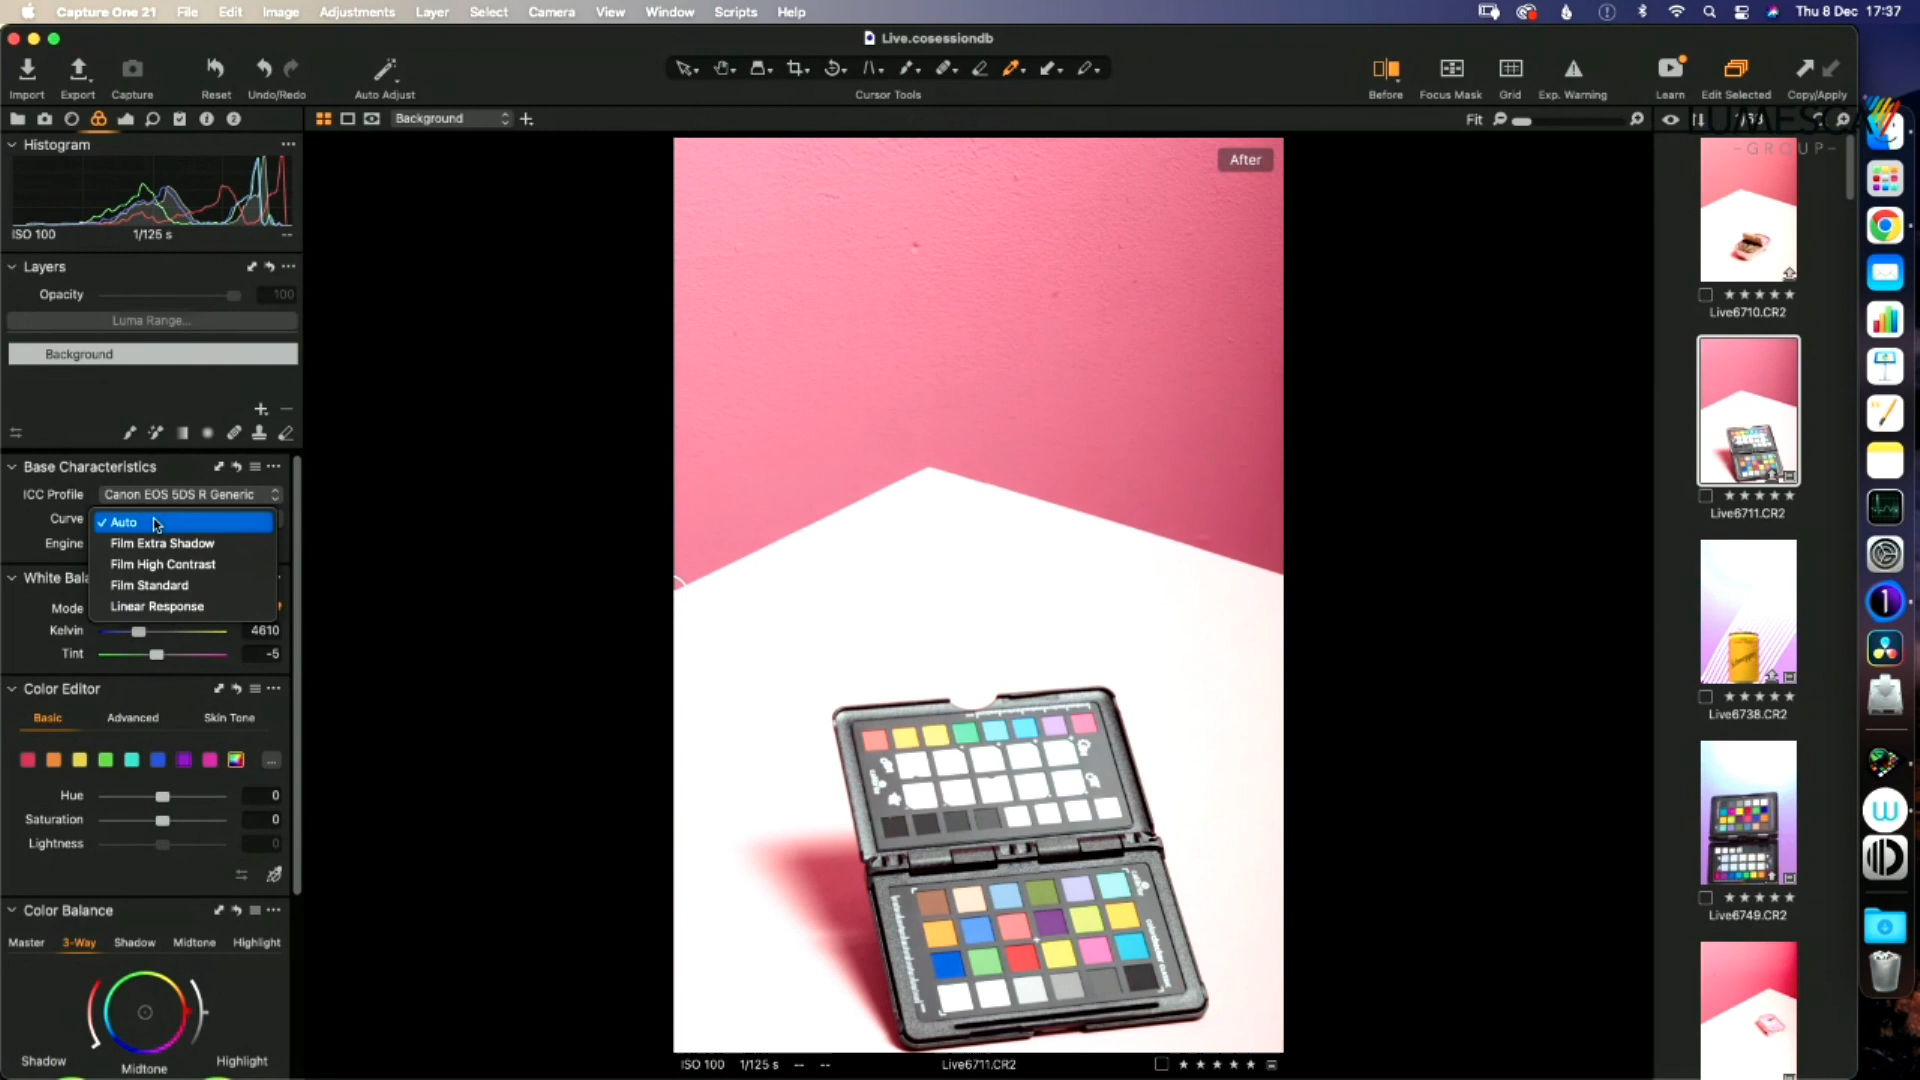 Capture One 21 File Edit Image Adjustments Layer Select Camera View Window Scripts Help Thu 8 Dec 17:37
Live.cosessiondb
Import Export Capture Reset Undo/Redo Auto Adjust Cursor Tools Before Focus Mask Grid Exp. Warning Learn Edit Selected Copy/Apply
Background Fit
-GROUP-
Histogram
ISO 100 1/125 s --
Layers
Opacity 100
Luma Range...
Background
Base Characteristics
ICC Profile Canon EOS 5DS R Generic
Curve Auto
Film Extra Shadow
Engine
Film High Contrast
Film Standard
Linear Response
White Bala
Mode
Kelvin 4610
Tint -5
Color Editor
Basic Advanced Skin Tone
Hue 0
Saturation 0
Lightness 0
Color Balance
Master 3-Way Shadow Midtone Highlight
Shadow Highlight
Midtone
After
ISO 100 1/125 s -- -- Live6711.CR2
Live6710.CR2
Live6711.CR2
Live6738.CR2
Live6749.CR2